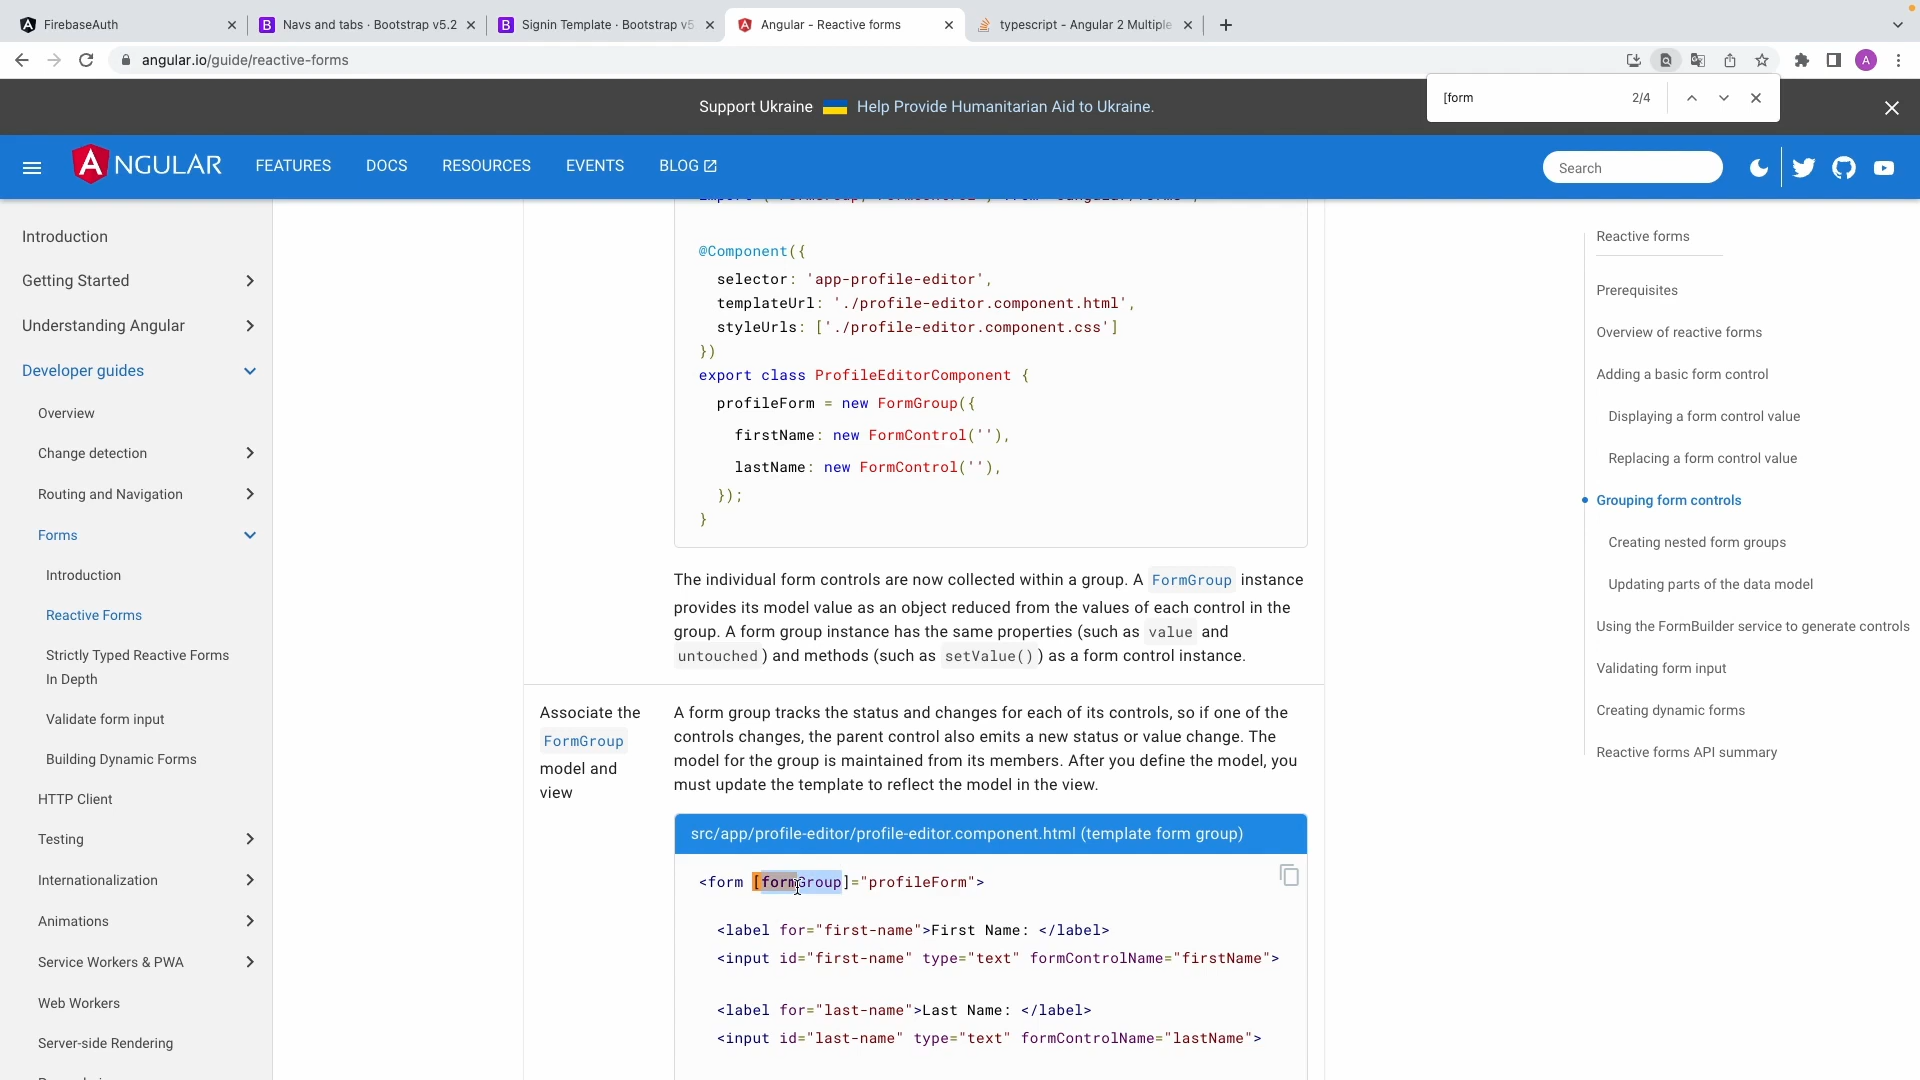 FirebaseAuth
Navs and tabs · Bootstrap v5.2
Signin Template · Bootstrap v5
Angular - Reactive forms
typescript - Angular 2 Multiple
angular.io/guide/reactive-forms
A
[form
2/4
Support Ukraine Help Provide Humanitarian Aid to Ukraine.
ANGULAR
FEATURES
DOCS
RESOURCES
EVENTS
BLOG
Search
Introduction
Getting Started
Understanding Angular
Developer guides
Overview
Change detection
Routing and Navigation
Forms
Introduction
Reactive Forms
Strictly Typed Reactive Forms
In Depth
Validate form input
Building Dynamic Forms
HTTP Client
Testing
Internationalization
Animations
Service Workers & PWA
Web Workers
Server-side Rendering
@Component({
selector: 'app-profile-editor',
templateUrl: './profile-editor.component.html',
styleUrls: ['./profile-editor.component.css']
})
export class ProfileEditorComponent {
profileForm = new FormGroup({
firstName: new FormControl(''),
lastName: new FormControl(''),
});
}
The individual form controls are now collected within a group. A FormGroup instance
provides its model value as an object reduced from the values of each control in the
group. A form group instance has the same properties (such as value and
untouched ) and methods (such as setValue() ) as a form control instance.
Associate the
FormGroup
model and
view
A form group tracks the status and changes for each of its controls, so if one of the
controls changes, the parent control also emits a new status or value change. The
model for the group is maintained from its members. After you define the model, you
must update the template to reflect the model in the view.
src/app/profile-editor/profile-editor.component.html (template form group)
<form [formGroup]="profileForm">
<label for="first-name">First Name: </label>
<input id="first-name" type="text" formControlName="firstName">
<label for="last-name">Last Name: </label>
<input id="last-name" type="text" formControlName="lastName">
Reactive forms
Prerequisites
Overview of reactive forms
Adding a basic form control
Displaying a form control value
Replacing a form control value
Grouping form controls
Creating nested form groups
Updating parts of the data model
Using the FormBuilder service to generate controls
Validating form input
Creating dynamic forms
Reactive forms API summary